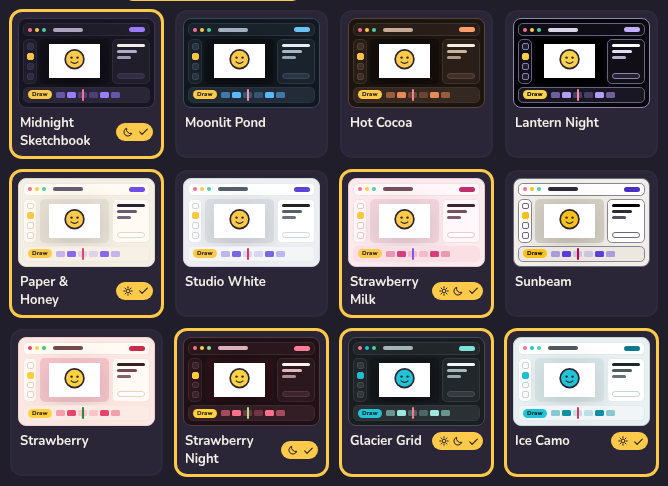 Draw
Draw
Draw
Draw
Midnight
Sketchbook
Moonlit Pond
Hot Cocoa
Lantern Night
Draw
Draw
Draw
Draw
Paper &
Honey
Studio White
Strawberry
Milk
Sunbeam
Draw
Draw
Draw
Draw
Strawberry
Strawberry
Night
Glacier Grid
Ice Camo